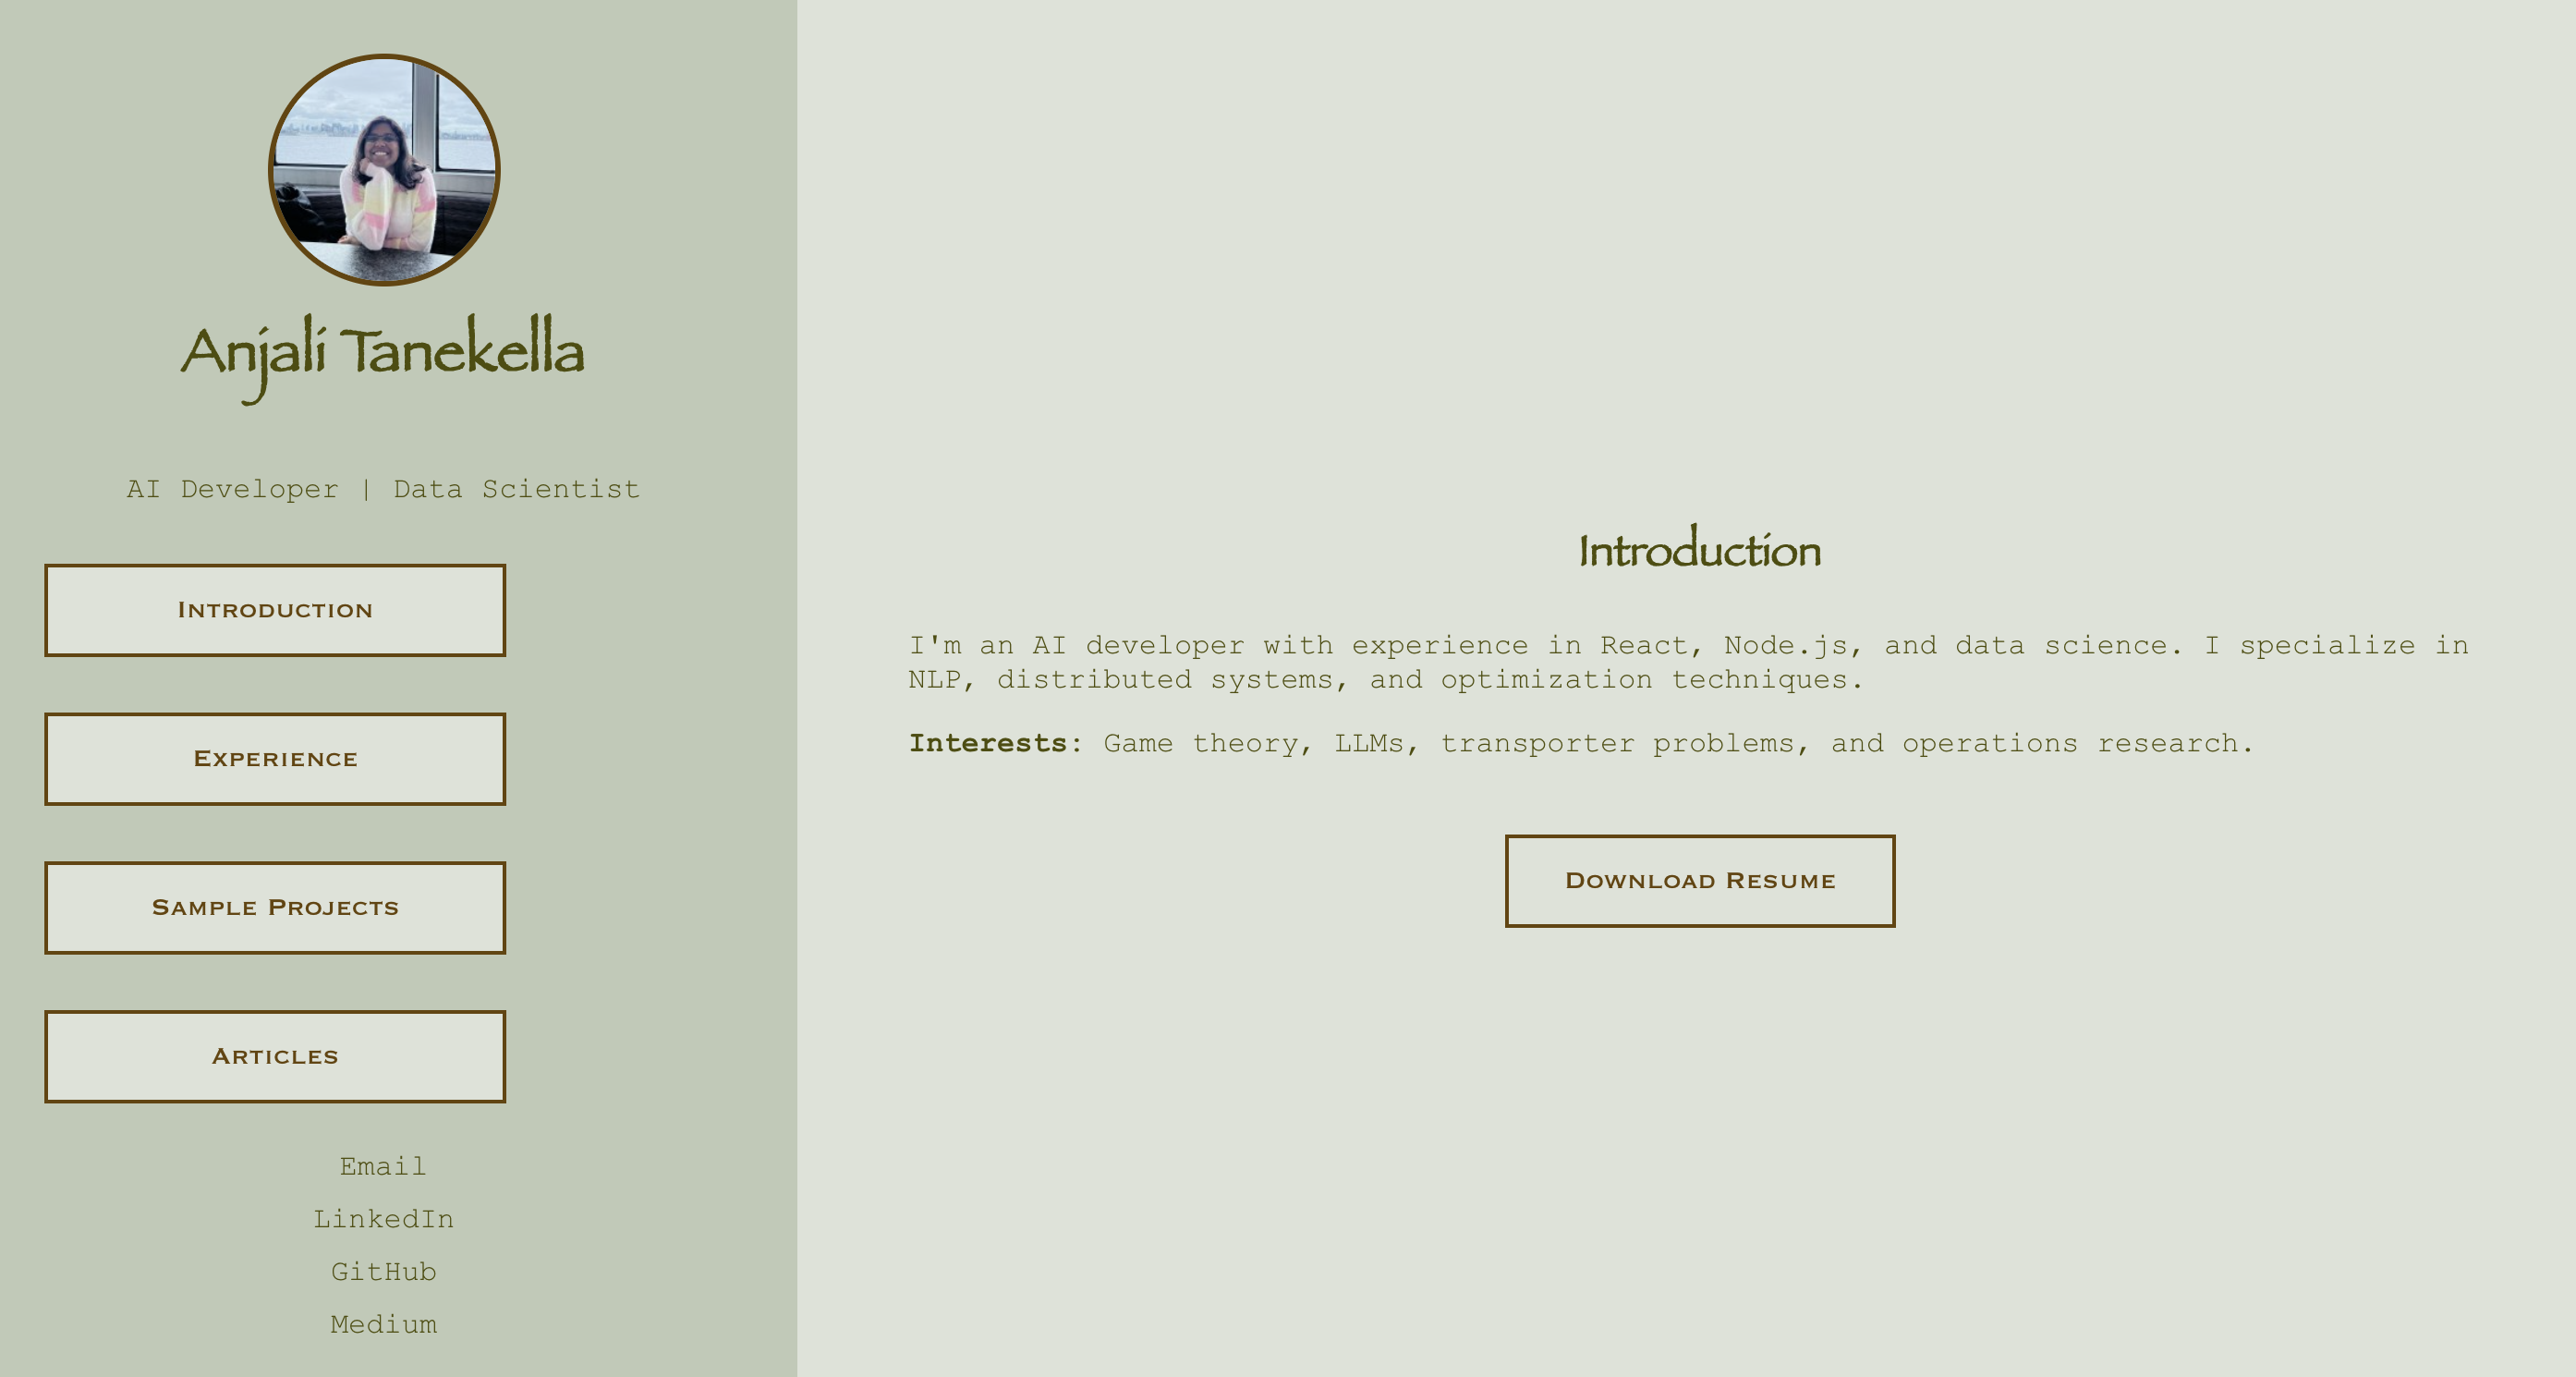 Anjali Tanekella
AI Developer | Data Scientist
Introduction
Experience
Sample Projects
Articles
Email
LinkedIn
GitHub
Medium
Introduction
I'm an AI developer with experience in React, Node.js, and data science. I specialize in
NLP, distributed systems, and optimization techniques.
Interests: Game theory, LLMs, transporter problems, and operations research.
Download Resume